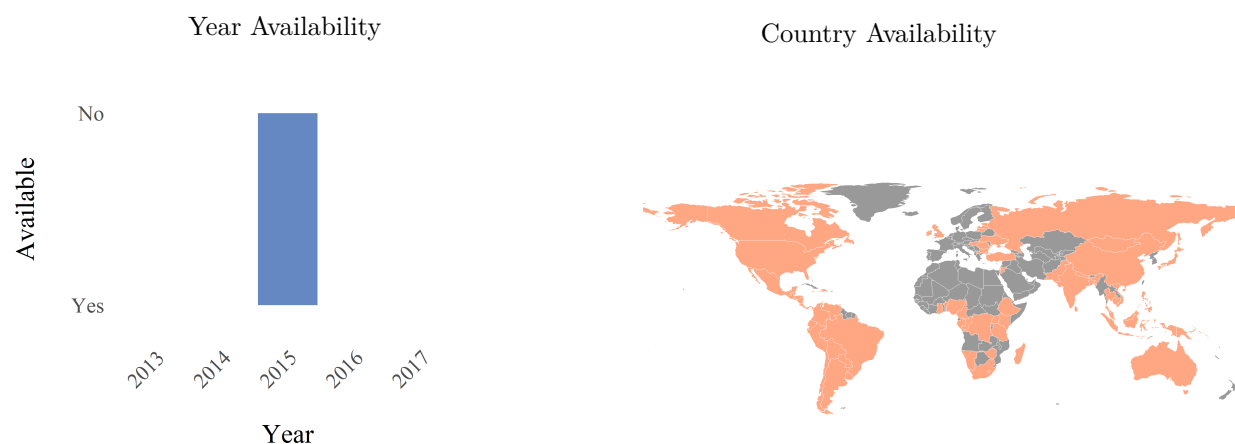 Year Availability
No
Available
Yes
2013
2014
2015
2016
2017
Year
Country Availability